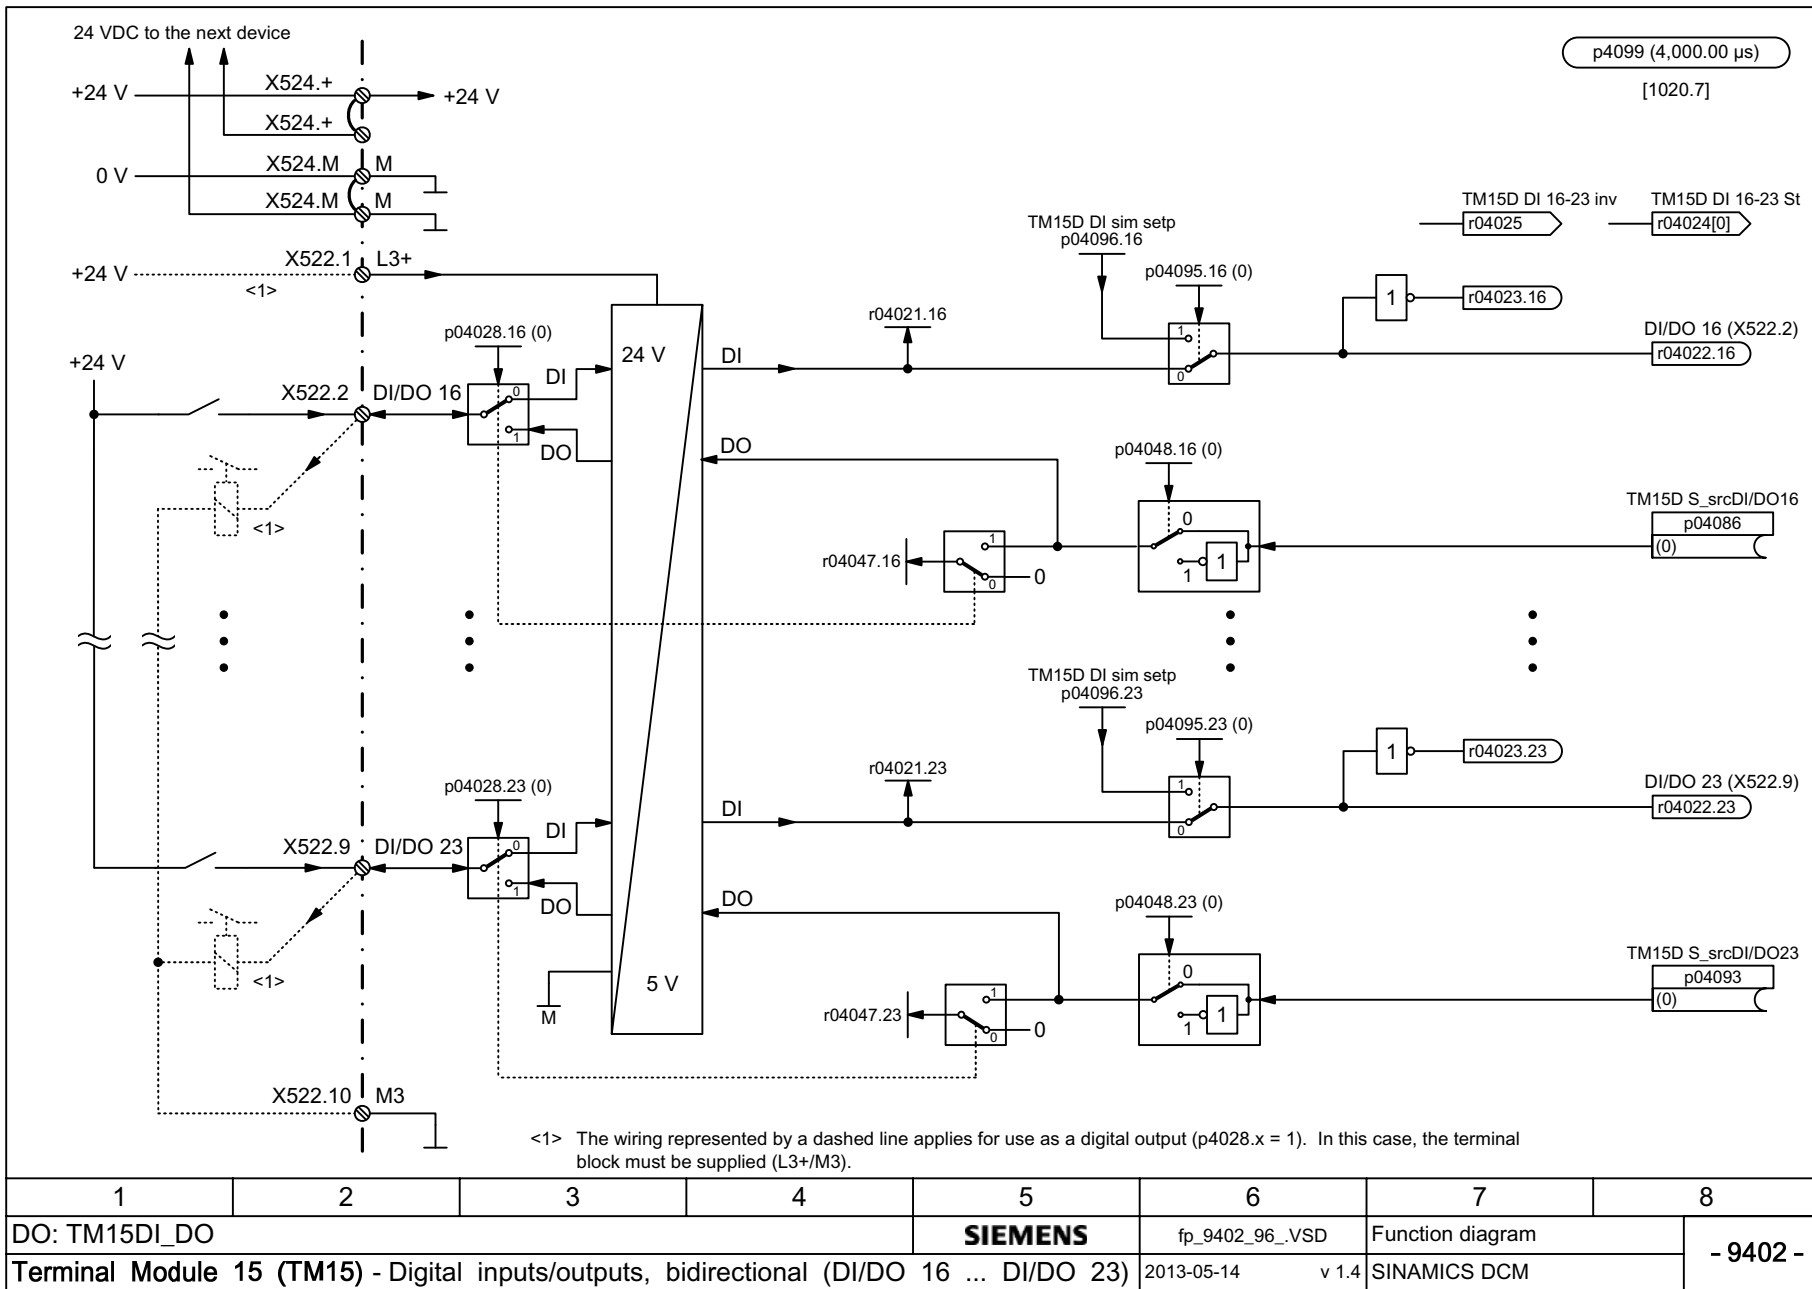 24 VDC to the next device
p4099 (4,000.00 µs)
[1020.7]
+24 V
X524.+
+24 V
X524.+
0 V
X524.M
M
X524.M
M
TM15D DI 16-23 inv
r04025
TM15D DI 16-23 St
r04024[0]
TM15D DI sim setp
p04096.16
p04095.16 (0)
+24 V
<1>
X522.1
L3+
r04021.16
1
0
1
r04023.16
DI/DO 16 (X522.2)
r04022.16
p04028.16 (0)
24 V
DI
+24 V
X522.2
DI/DO 16
0
1
DI
DO
DO
p04048.16 (0)
TM15D S_srcDI/DO16
p04086
(0)
<1>
r04047.16
1
0
0
0
1
1
TM15D DI sim setp
p04096.23
p04095.23 (0)
r04021.23
1
0
1
r04023.23
DI/DO 23 (X522.9)
r04022.23
p04028.23 (0)
DI
X522.9
DI/DO 23
0
1
DI
DO
DO
p04048.23 (0)
TM15D S_srcDI/DO23
p04093
(0)
<1>
5 V
M
r04047.23
1
0
0
0
1
1
X522.10
M3
<1> The wiring represented by a dashed line applies for use as a digital output (p4028.x = 1). In this case, the terminal
block must be supplied (L3+/M3).
1 2 3 4 5 6 7 8
DO: TM15DI_DO
SIEMENS
fp_9402_96_.VSD
Function diagram
- 9402 -
Terminal Module 15 (TM15) - Digital inputs/outputs, bidirectional (DI/DO 16 ... DI/DO 23)
2013-05-14
v 1.4
SINAMICS DCM